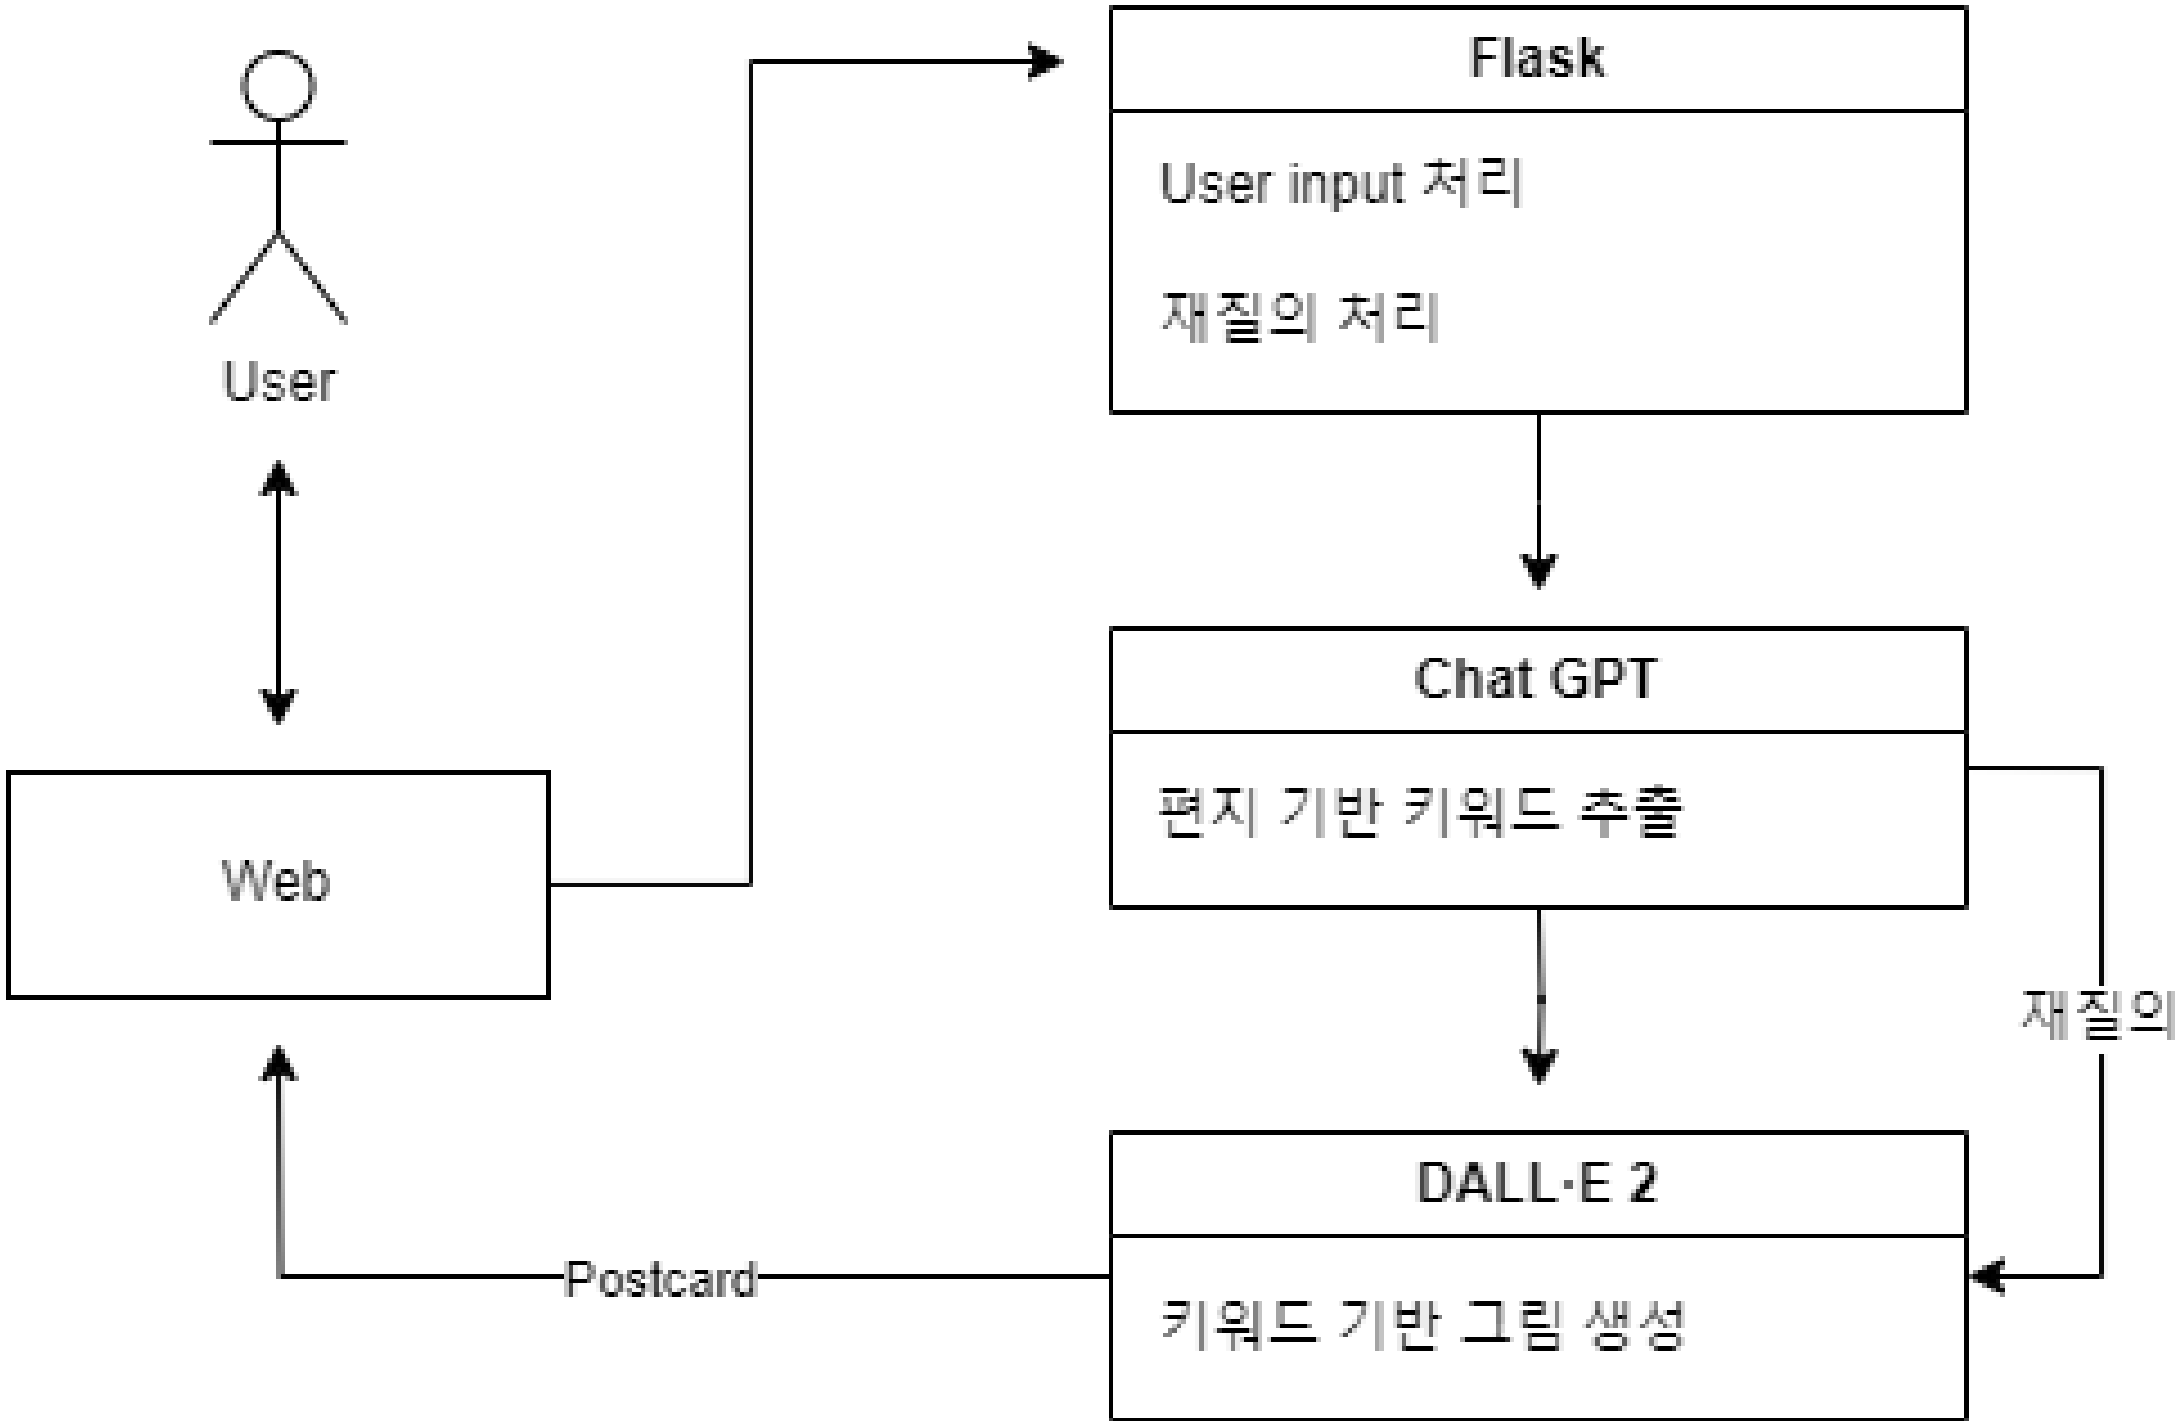 Flask
User input 처리
재질의 처리
User
Chat GPT
편지 기반 키워드 추출
Web
재질의
DALL·E 2
Postcard
키워드 기반 그림 생성